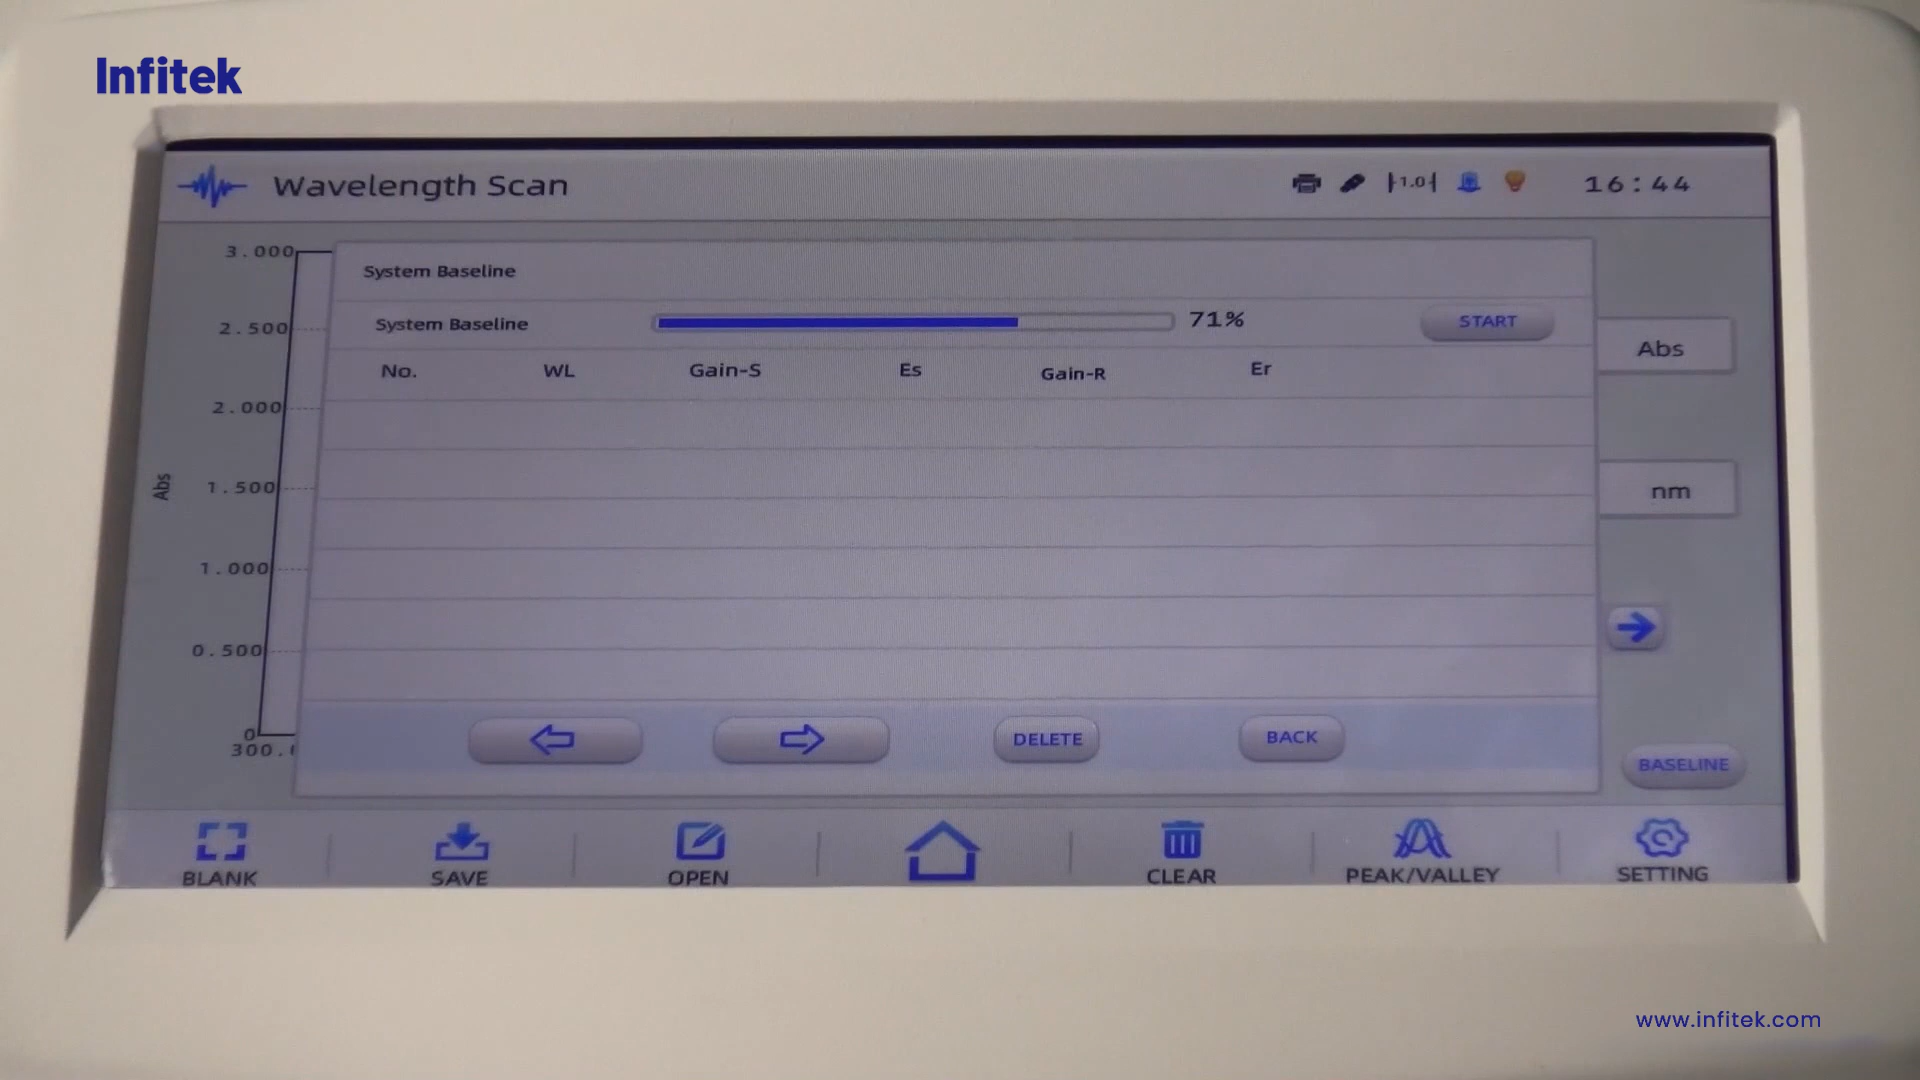 Infitek
Wavelength Scan
1.0
16:44
3.000
2.500
2.000
1.500
1.000
0.500
0
Abs
System Baseline
System Baseline
71%
START
No. WL Gain-S Es Gain-R Er
DELETE
BACK
Abs
nm
BASELINE
BLANK
SAVE
OPEN
CLEAR
PEAK/VALLEY
SETTING
www.infitek.com